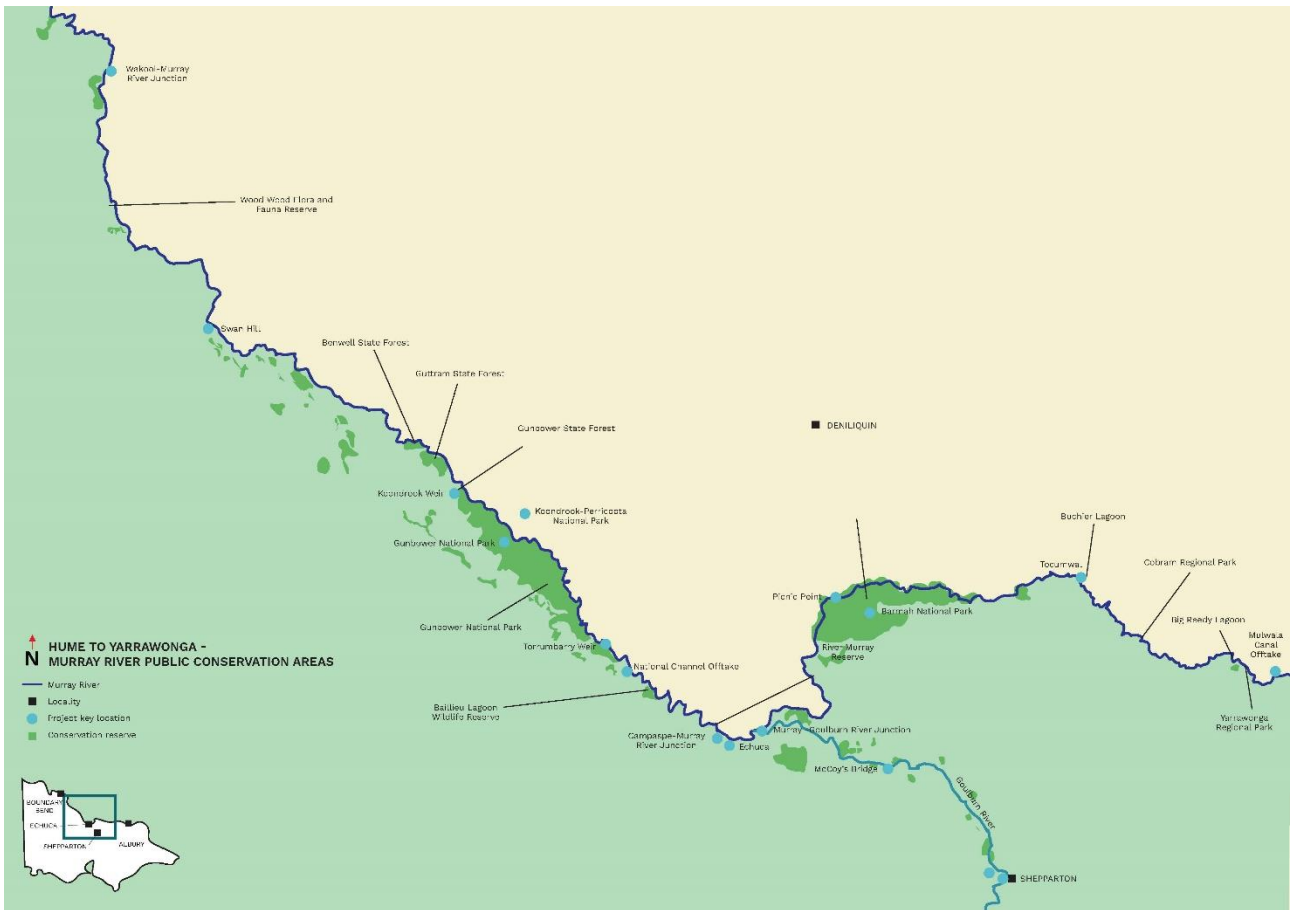 Wakool-Murray
River Junction
Wood Wood Flora and
Fauna Reserve
Swan Hill
Benwell State Forest
Guttram State Forest
Gunbower State Forest
DENILIQUIN
Koondrook Weir
Koondrook-Perricoota
National Park
Gunbower National Park
Buchier Lagoon
Tocumwal
Cobram Regional Park
Picnic Point
Barmah National Park
Big Reedy Lagoon
Mulwala
Canal
Offtake
Gunbower National Park
Torrumbarry Weir
River Murray
Reserve
National Channel Offtake
Baillieu Lagoon
Wildlife Reserve
Yarrawonga
Regional Park
Campaspe-Murray
River Junction
Echuca
Murray - Goulburn River Junction
McCoy's Bridge
Goulburn River
SHEPPARTON
N
HUME TO YARRAWONGA -
MURRAY RIVER PUBLIC CONSERVATION AREAS
Murray River
Locality
Project key location
Conservation reserve
BOUNDARY
BEND
ECHUCA
SHEPPARTON
ALBURY